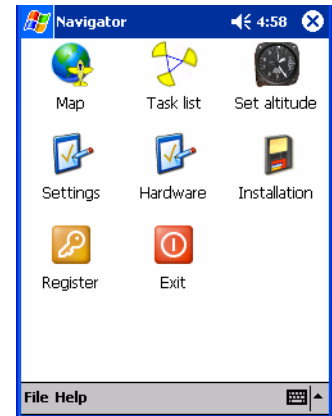 Navigator 4:58
Map Task list Set altitude
Settings Hardware Installation
Register Exit
File Help